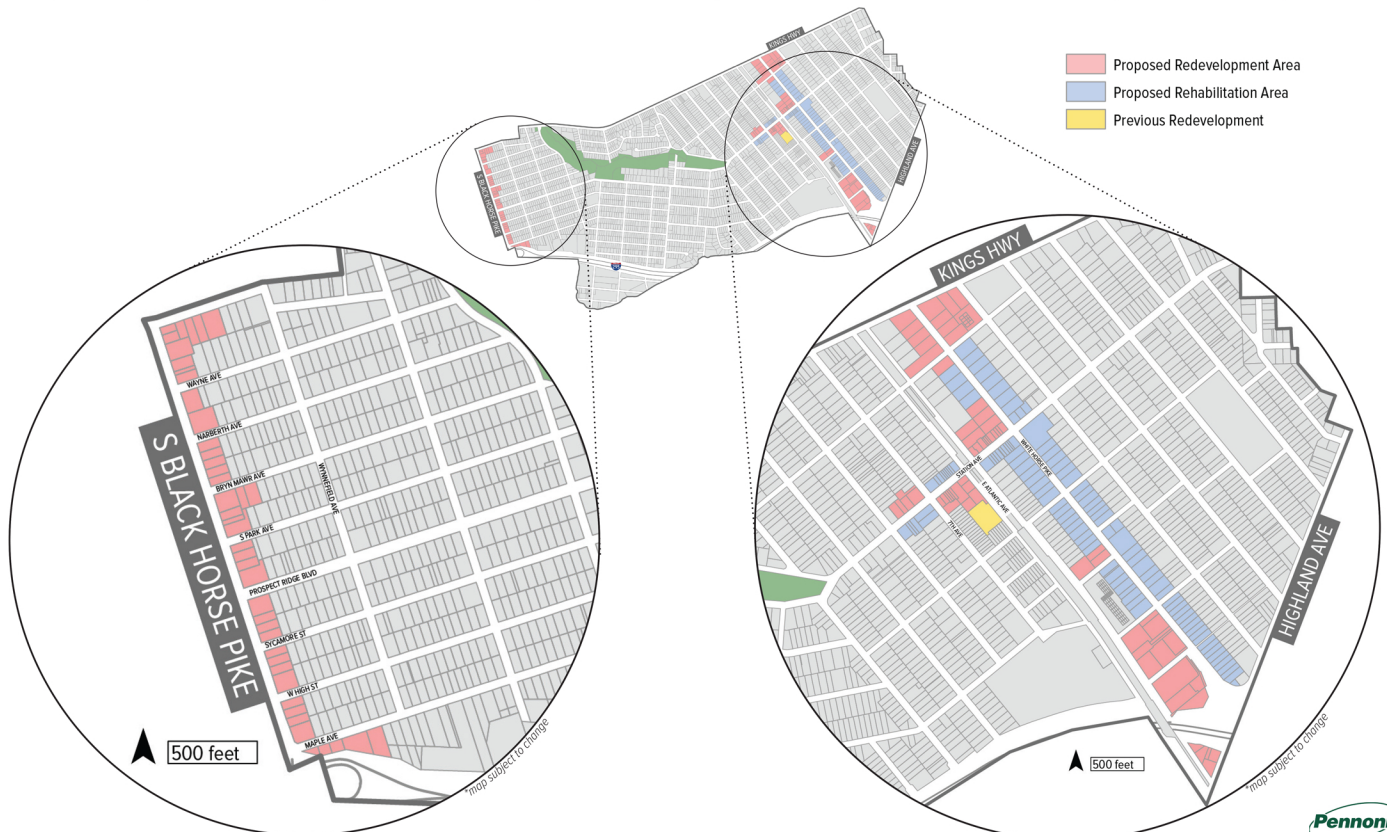 KINGS HWY
S BLACK HORSE PIKE
HIGHLAND AVE
Proposed Redevelopment Area
Proposed Rehabilitation Area
Previous Redevelopment
S BLACK HORSE PIKE
WAYNE AVE
NARBERTH AVE
BRYN MAWR AVE
WYNNEFIELD AVE
S PARK AVE
PROSPECT RIDGE BLVD
SYCAMORE ST
W HIGH ST
MAPLE AVE
500 feet
*map subject to change
KINGS HWY
WHITE HORSE PIKE
STATION AVE
E ATLANTIC AVE
7TH AVE
HIGHLAND AVE
500 feet
*map subject to change
Pennoni